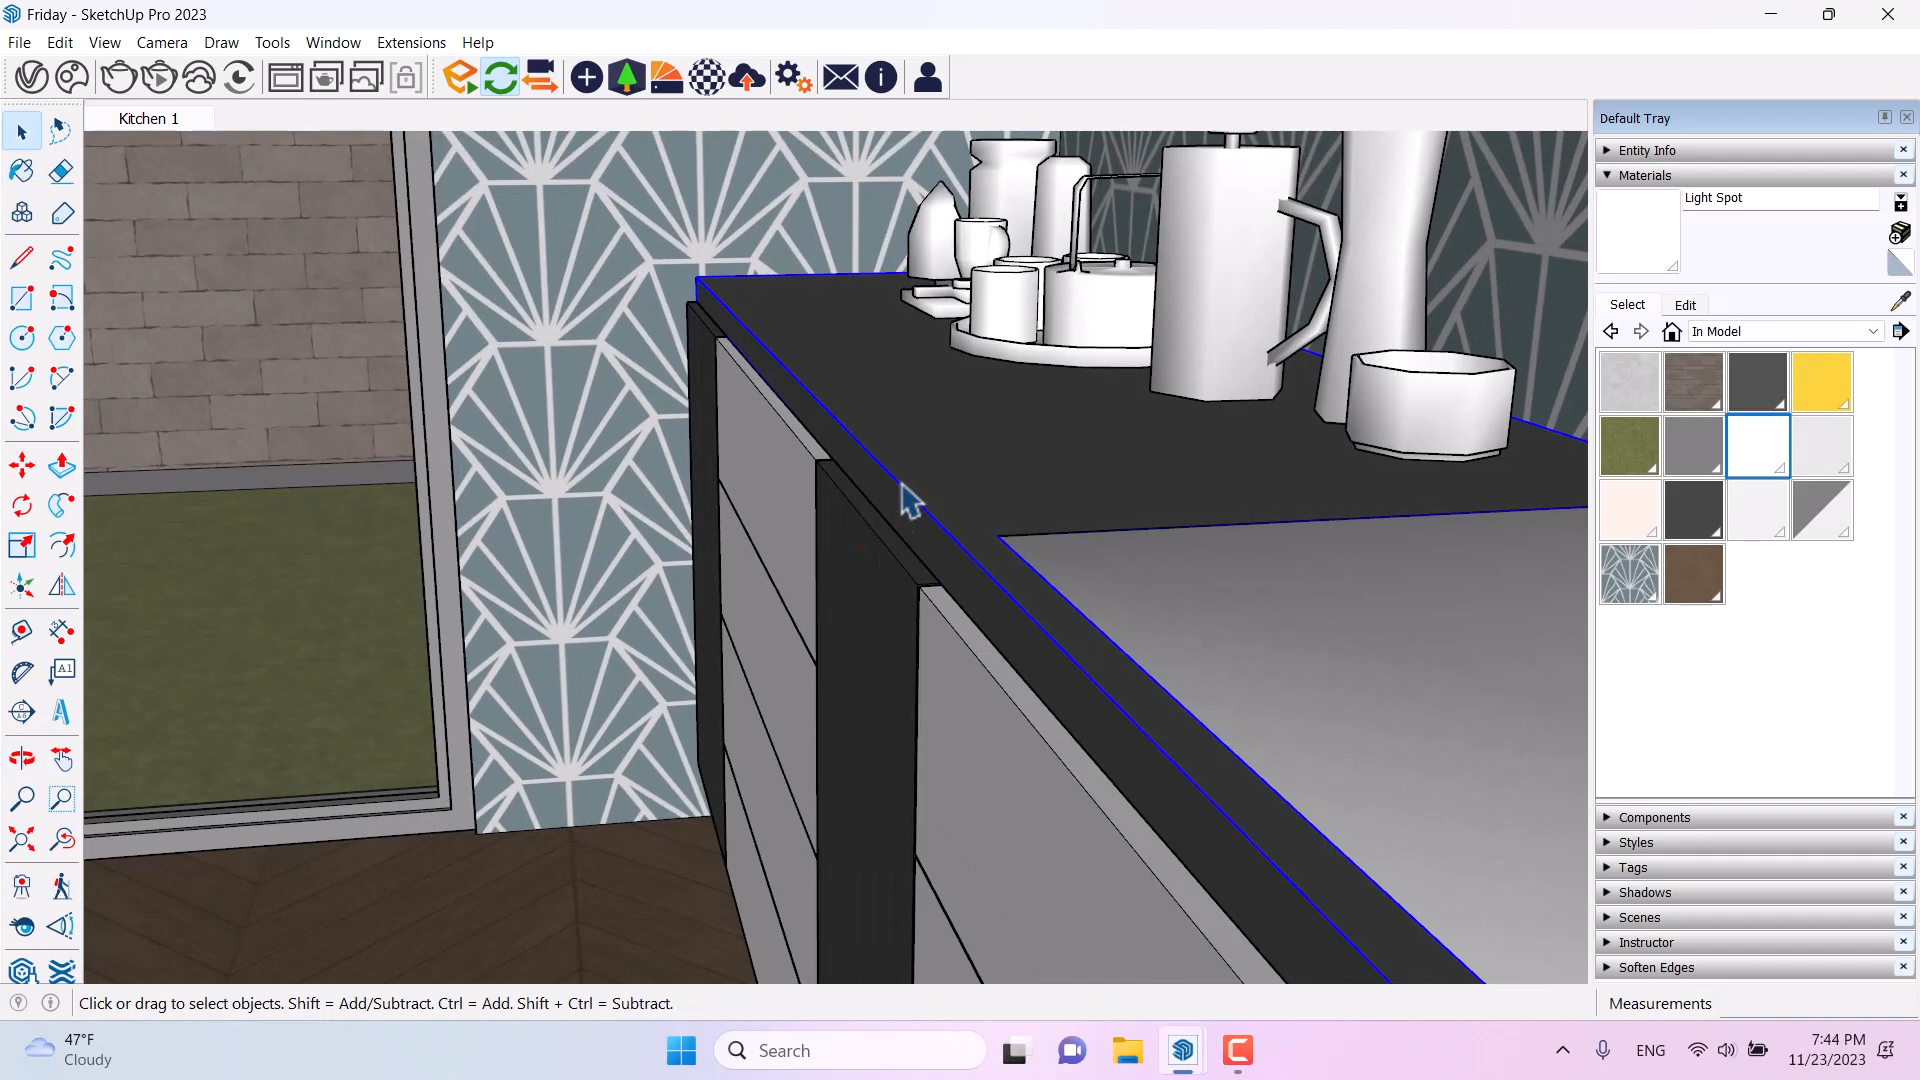 Friday - SketchUp Pro 2023
File Edit View Camera Draw Tools Window Extensions Help
Kitchen 1
Default Tray
Entity Info
Materials
Light Spot
Select Edit
In Model
Components
Styles
Tags
Shadows
Scenes
Instructor
Soften Edges
Click or drag to select objects. Shift = Add/Subtract. Ctrl = Add. Shift + Ctrl = Subtract.
Measurements
47°F
Cloudy
Search
ENG
7:44 PM
11/23/2023